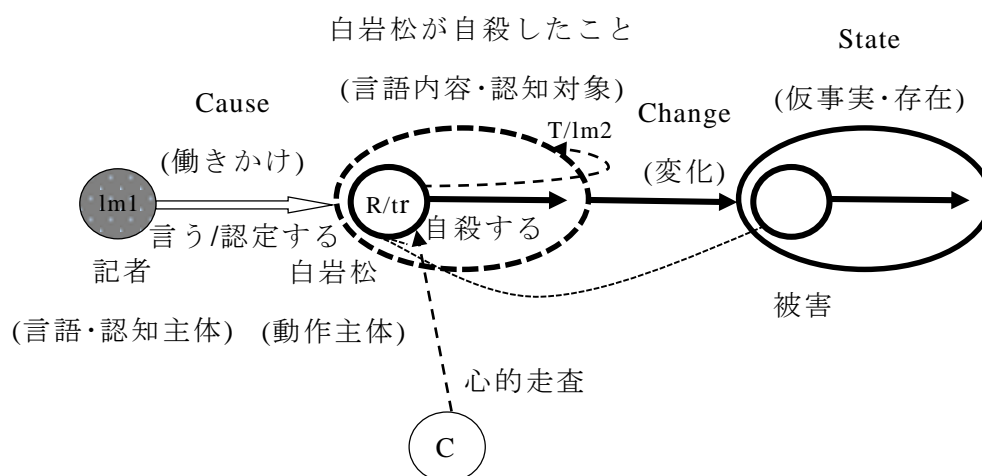 白岩松が自殺したこと
State
(言語内容・認知対象)
(仮事実・存在)
Cause
Change
T/lm2
(働きかけ)
(変化)
lm1
R/tr
言う/認定する
自殺する
記者
白岩松
被害
(言語・認知主体)
(動作主体)
心的走査
C